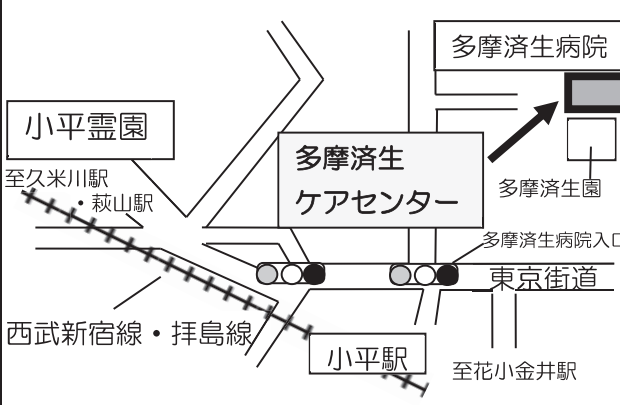 多摩済生病院
小平霊園
多摩済生
ケアセンター
至久米川駅
・萩山駅
多摩済生園
多摩済生病院入口
東京街道
西武新宿線・拝島線
小平駅
至花小金井駅